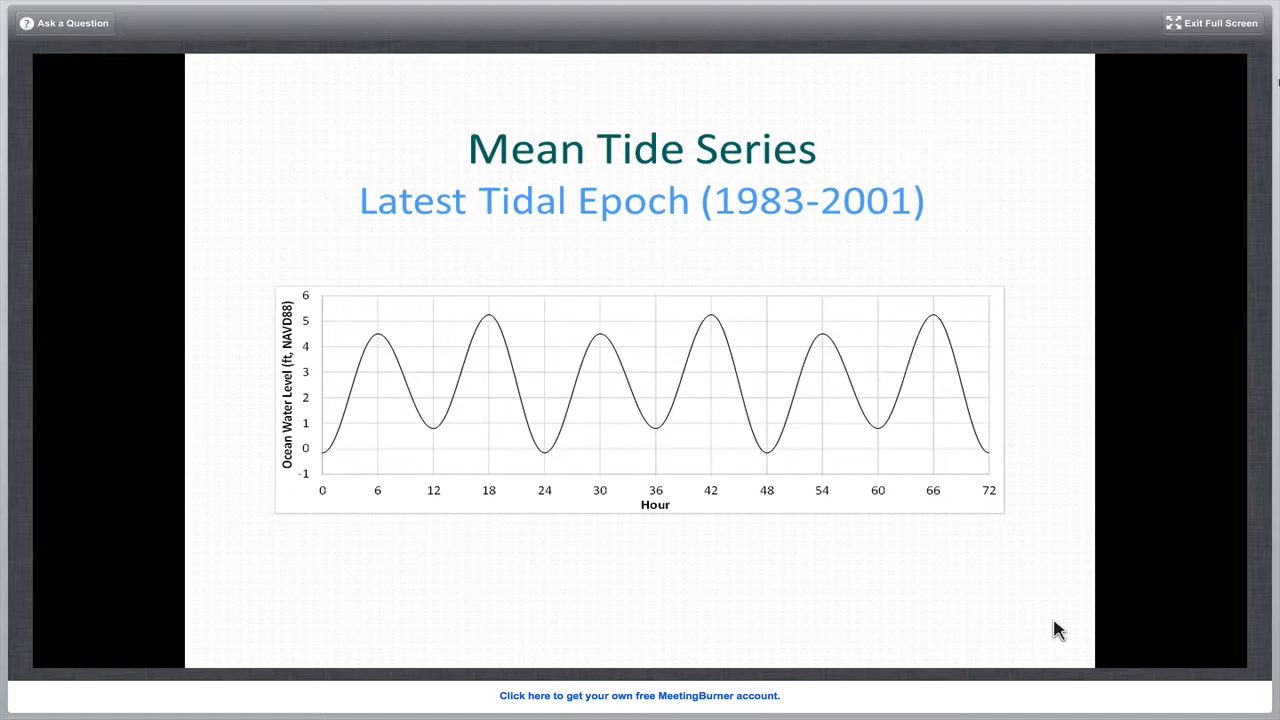 Ask a Question
Exit Full Screen
Mean Tide Series
Latest Tidal Epoch (1983-2001)
Ocean Water Level (ft, NAVD88)
6
5
4
3
2
1
0
-1
0 6 12 18 24 30 36 42 48 54 60 66 72
Hour
Click here to get your own free MeetingBurner account.